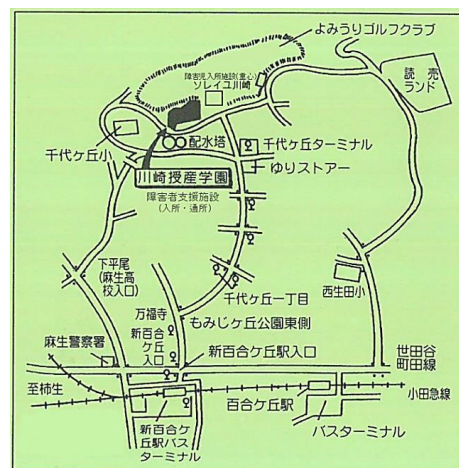 よみうりゴルフクラブ
障害児入所施設(重心)
ソレイユ川崎
読売
ランド
千代ヶ丘小
配水塔
千代ケ丘ターミナル
ゆりストアー
川崎授産学園
障害者支援施設
(入所・通所)
下平尾
(麻生高
校入口)
千代ケ丘一丁目
西生田小
万福寺
もみじケ丘公園東側
新百合
ケ丘
入口
新百合ケ丘駅入口
麻生警察署
世田谷
町田線
至柿生
小田急線
百合ケ丘駅
新百合ケ
丘駅バス
ターミナル
バスターミナル